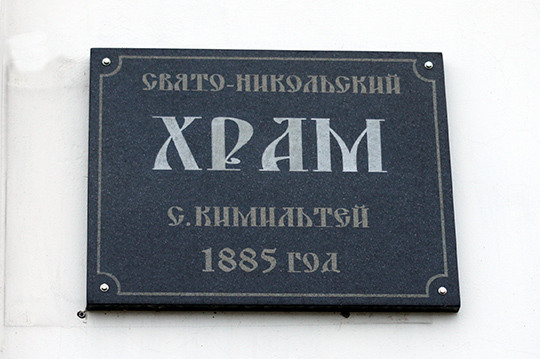 СВЯТО-НИКОЛЬСКИЙ
ХРАМ
С. КИМИЛЬТЕЙ
1885 ГОД